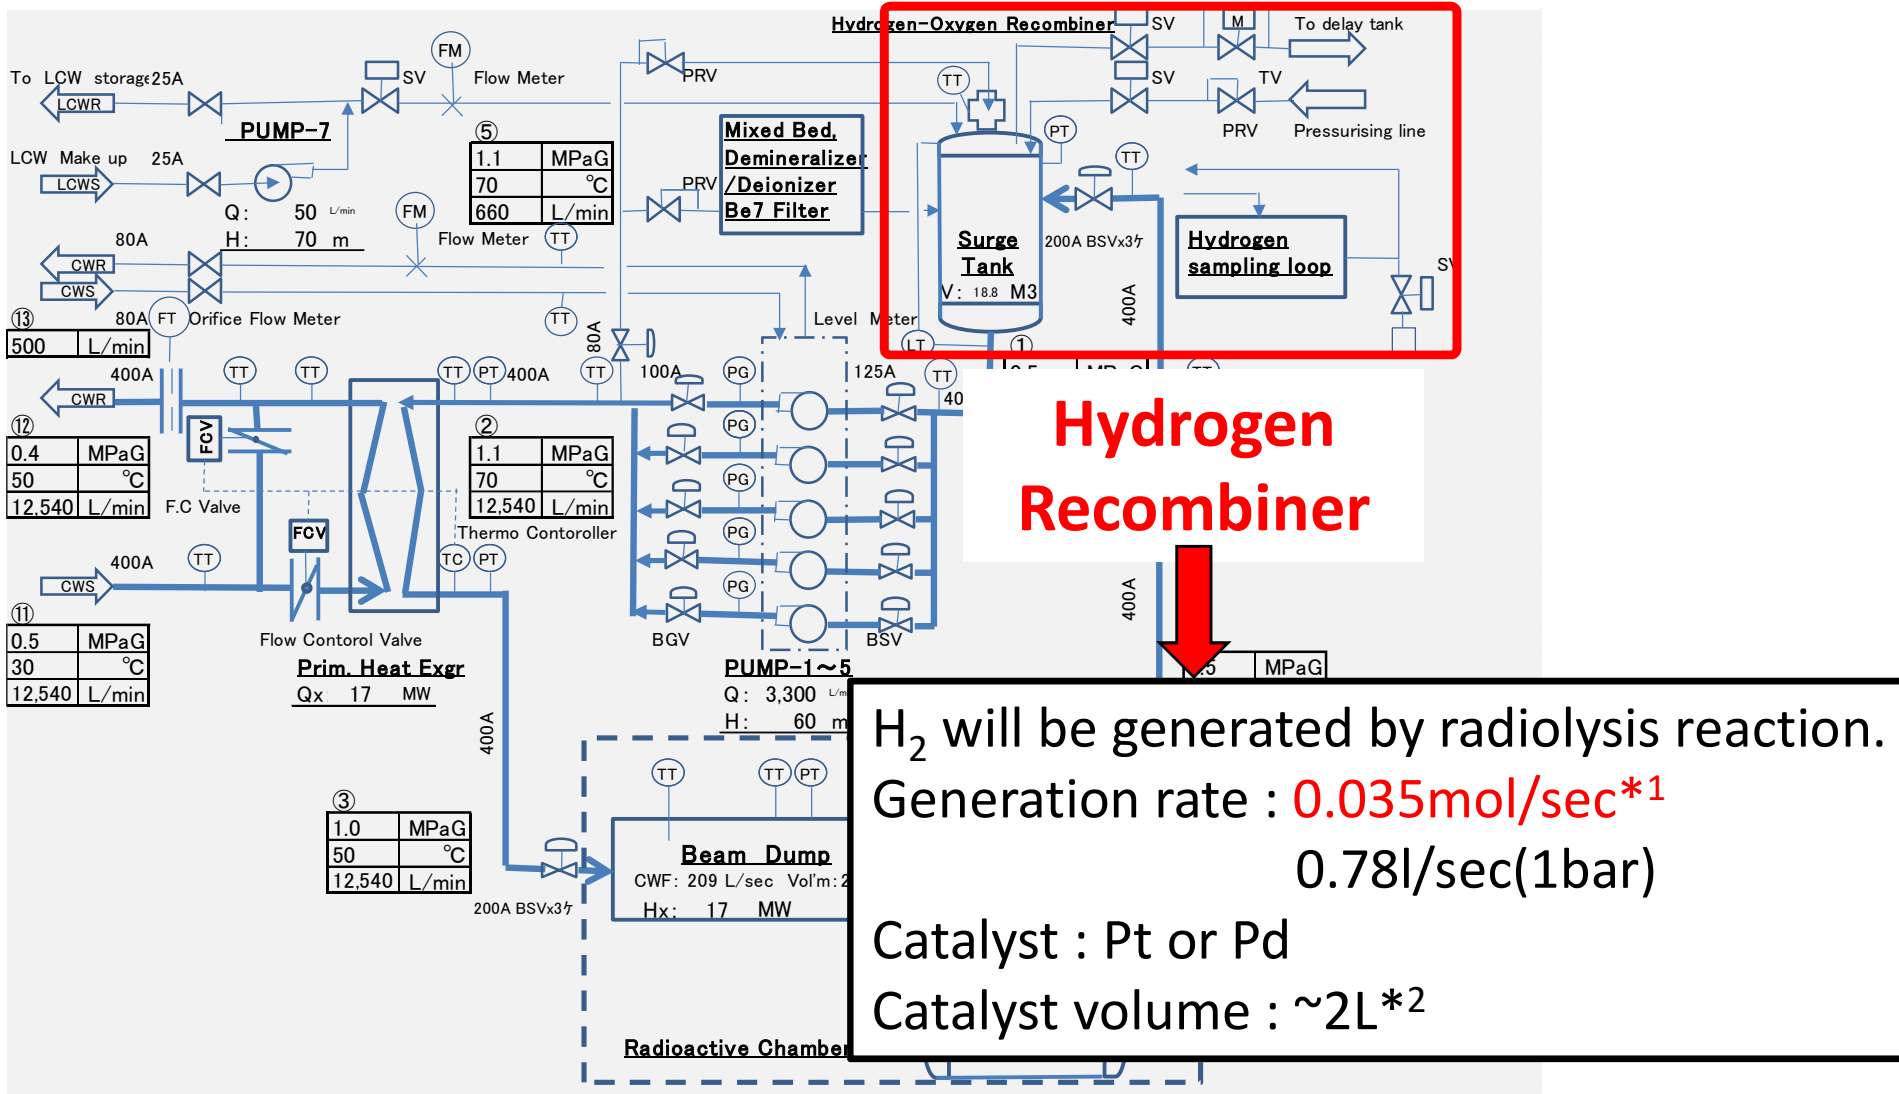 Hydrogen-Oxygen Recombiner
SV
M
To delay tank
FM
Flow Meter
PRV
TT
SV
TV
To LCW storage
25A
SV
LCWR
PUMP-7
⑤
1.1 MPaG
70 ℃
660 L/min
Mixed Bed,
Demineralizer
/Deionizer
Be7 Filter
PT
PRV
Pressurising line
LCW Make up 25A
LCWS
TT
PRV
Q: 50 L/min
H: 70 m
FM
Flow Meter
TT
80A
CWR
CWS
Surge
Tank
V: 18.8 M3
200A BSVx3ケ
Hydrogen
sampling loop
SV
400A
80A
FT
Orifice Flow Meter
TT
80A
Level Meter
LT
⑬
500 L/min
①
MPaG
400A
TT
TT
TT
PT
400A
TT
100A
PG
125A
TT
40
TT
CWR
Hydrogen
Recombiner
⑫
0.4 MPaG
50 ℃
12,540 L/min
FCV
F.C Valve
②
1.1 MPaG
70 ℃
12,540 L/min
Thermo Contoroller
PG
PG
PG
PG
FCV
TC
PT
400A
TT
CWS
400A
⑪
0.5 MPaG
30 ℃
12,540 L/min
Flow Contorol Valve
Prim. Heat Exgr
Qx: 17 MW
BGV
BSV
PUMP-1～5
Q: 3,300
H: 60 m
.5 MPaG
400A
H₂ will be generated by radiolysis reaction.
Generation rate : 0.035mol/sec*1
0.78l/sec(1bar)
Catalyst : Pt or Pd
Catalyst volume : ~2L*2
③
1.0 MPaG
50 ℃
12,540 L/min
200A BSVx3ケ
TT
TT
PT
Beam Dump
CWF: 209 L/sec Vol'm:2
Hx: 17 MW
Radioactive Chamber